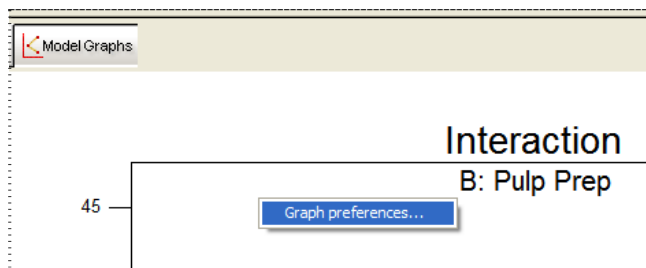 Model Graphs
Interaction
B: Pulp Prep
45
Graph preferences...